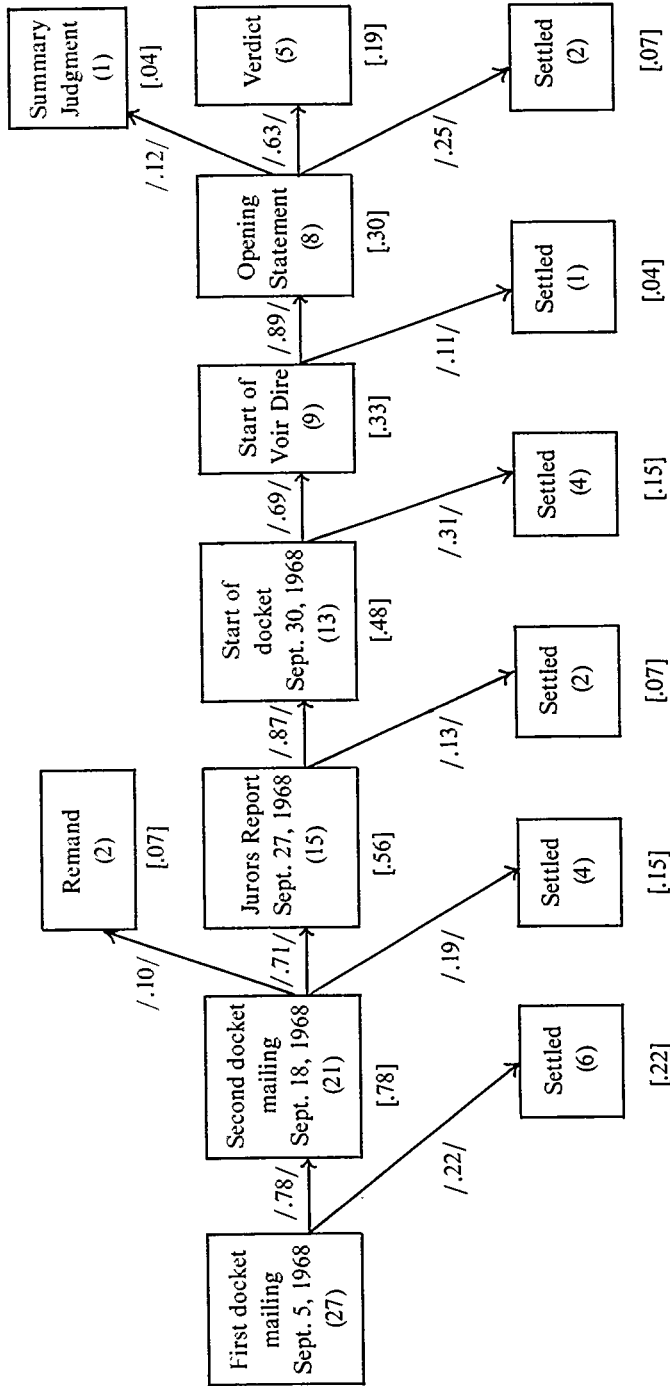 First docket
mailing
Sept. 5, 1968
(27)
/.78/
/.22/
Settled
(6)
[.22]
Second docket
mailing
Sept. 18, 1968
(21)
[.78]
/.10/
Remand
(2)
[.07]
/.71/
/.19/
Settled
(4)
[.15]
Jurors Report
Sept. 27, 1968
(15)
[.56]
/.87/
/.13/
Settled
(2)
[.07]
Start of
docket
Sept. 30, 1968
(13)
[.48]
/.69/
/.31/
Settled
(4)
[.15]
Start of
Voir Dire
(9)
[.33]
/.89/
/.11/
Settled
(1)
[.04]
Opening
Statement
(8)
[.30]
/.12/
Summary
Judgment
(1)
[.04]
/.63/
Verdict
(5)
[.19]
/.25/
Settled
(2)
[.07]